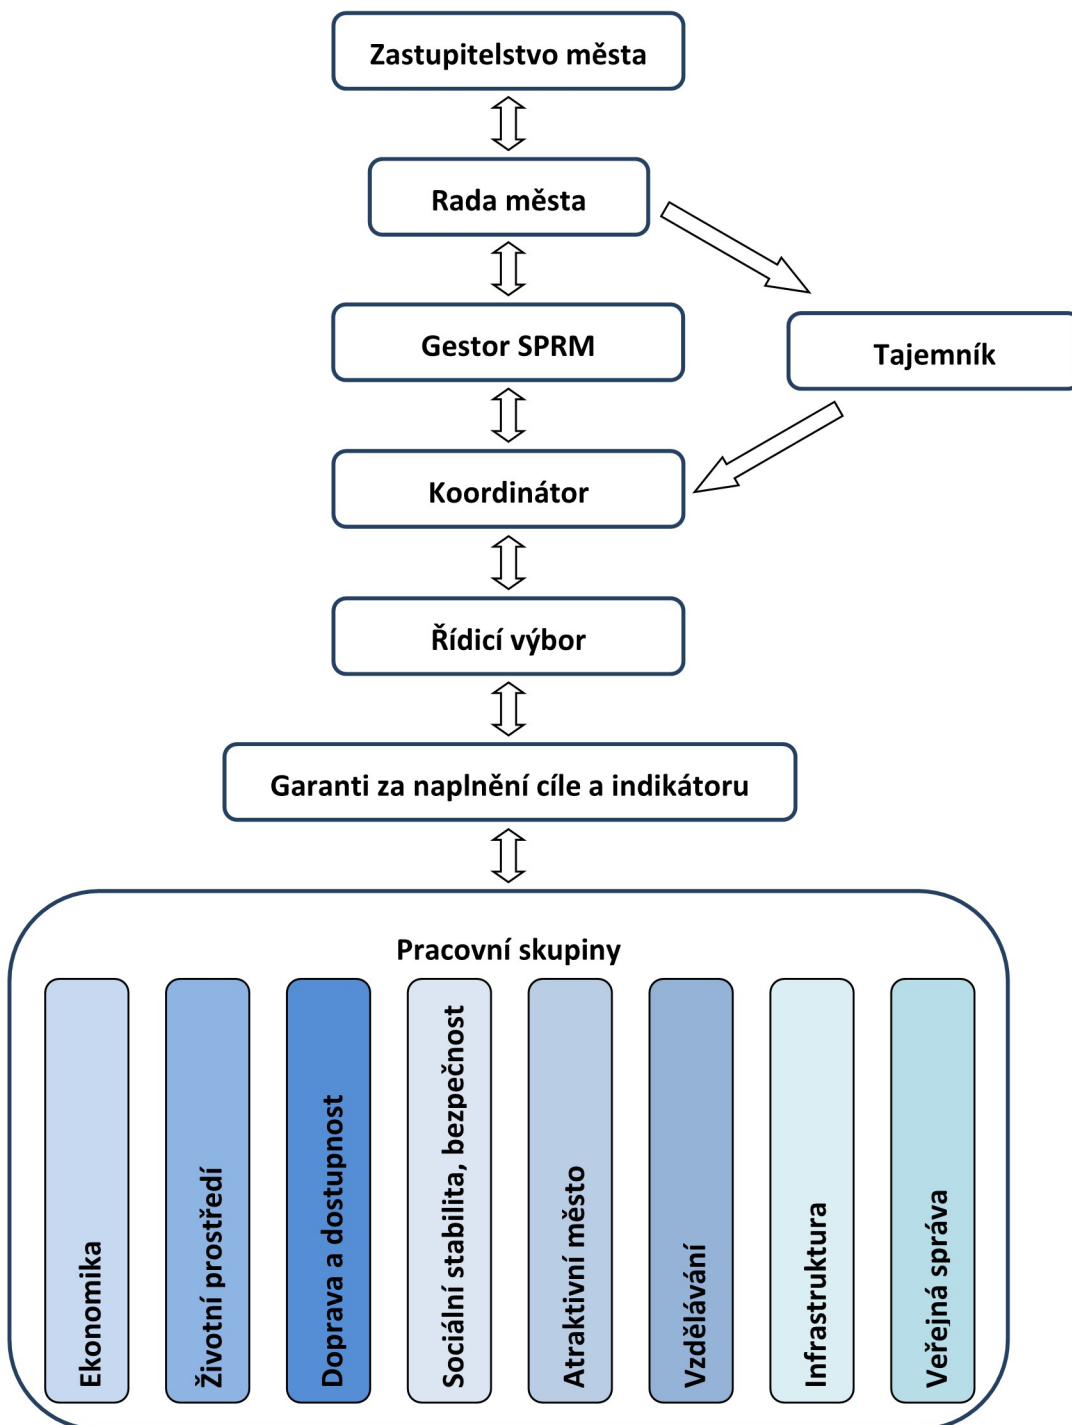 Zastupitelstvo města
Rada města
Gestor SPRM
Tajemník
Koordinátor
Řídicí výbor
Garanti za naplnění cíle a indikátoru
Pracovní skupiny
Ekonomika
Životní prostředí
Doprava a dostupnost
Sociální stabilita, bezpečnost
Atraktivní město
Vzdělávání
Infrastruktura
Veřejná správa